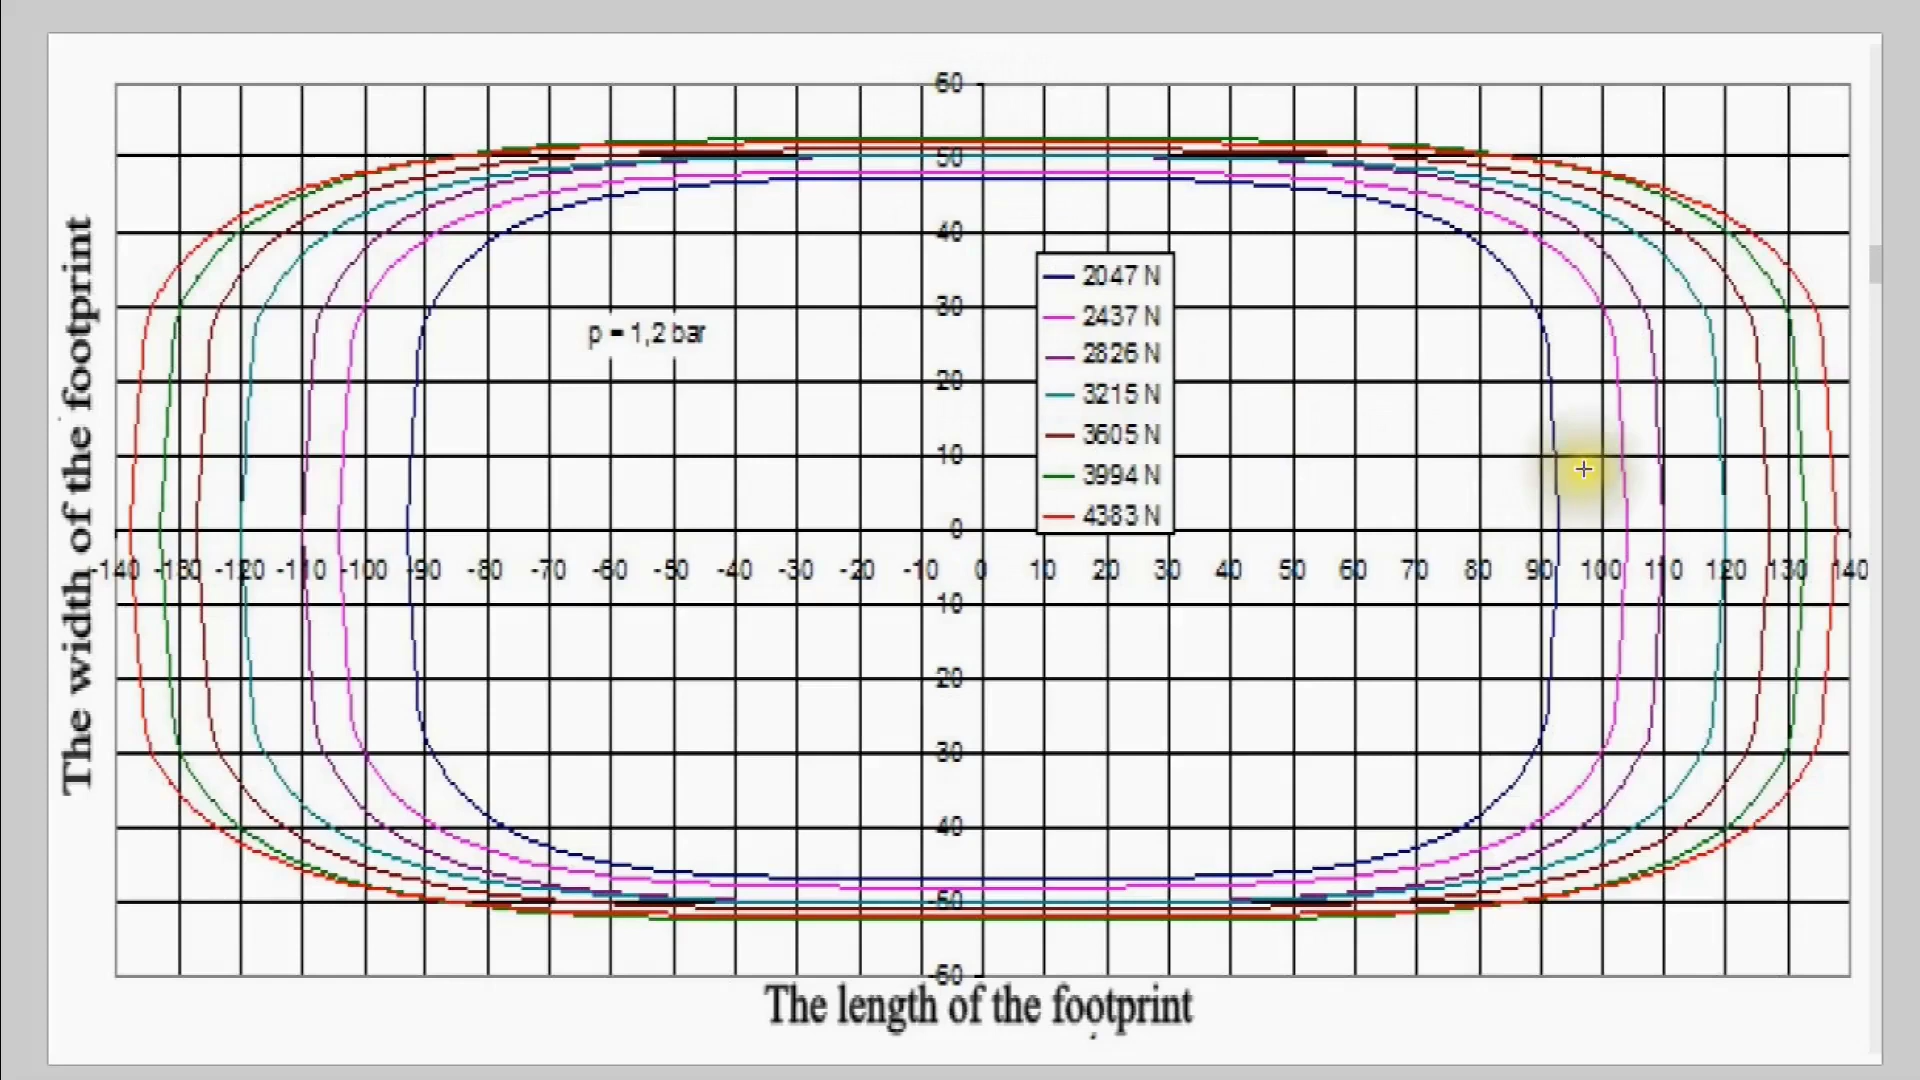 The width of the footprint
60
50
40
30
20
10
0
-140 -130 -120 -110 -100 -90 -80 -70 -60 -50 -40 -30 -20 -10 0 10 20 30 40 50 60 70 80 90 100 110 120 130 140
10
20
30
40
50
60
p = 1,2 bar
2047 N
2437 N
2826 N
3215 N
3605 N
3994 N
4383 N
The length of the footprint